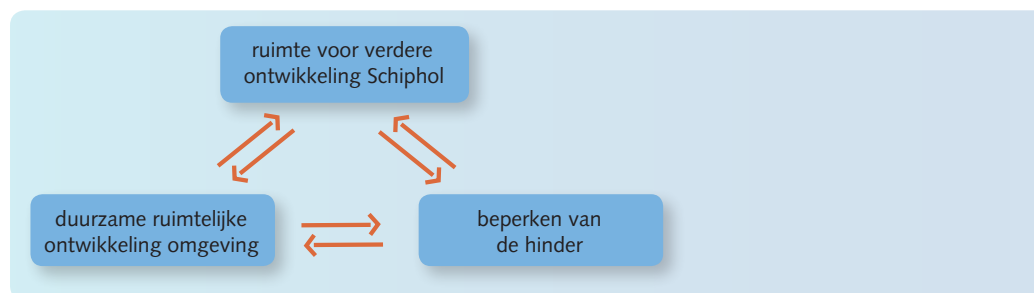 ruimte voor verdere
ontwikkeling Schiphol
duurzame ruimtelijke
ontwikkeling omgeving
beperken van
de hinder